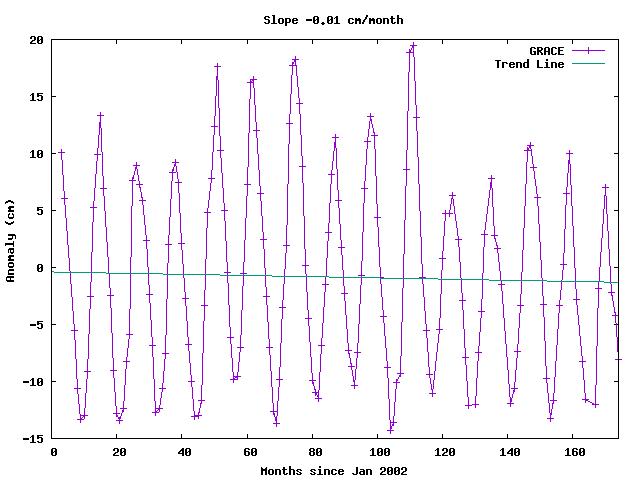 Slope -0.01 cm/month
GRACE
Trend Line
20
15
10
5
0
-5
-10
-15
Anomaly (cm)
0 20 40 60 80 100 120 140 160
Months since Jan 2002